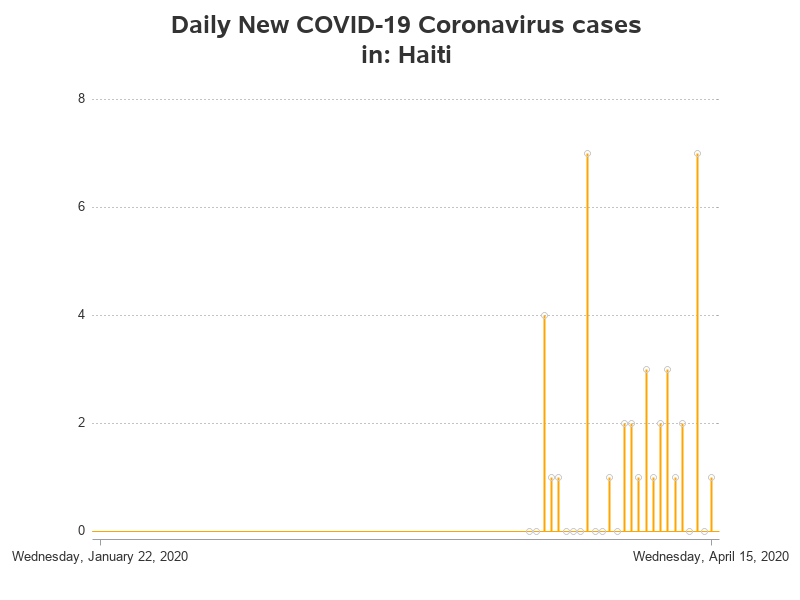 Daily New COVID-19 Coronavirus cases
in: Haiti
8
6
4
2
0
Wednesday, January 22, 2020 Wednesday, April 15, 2020